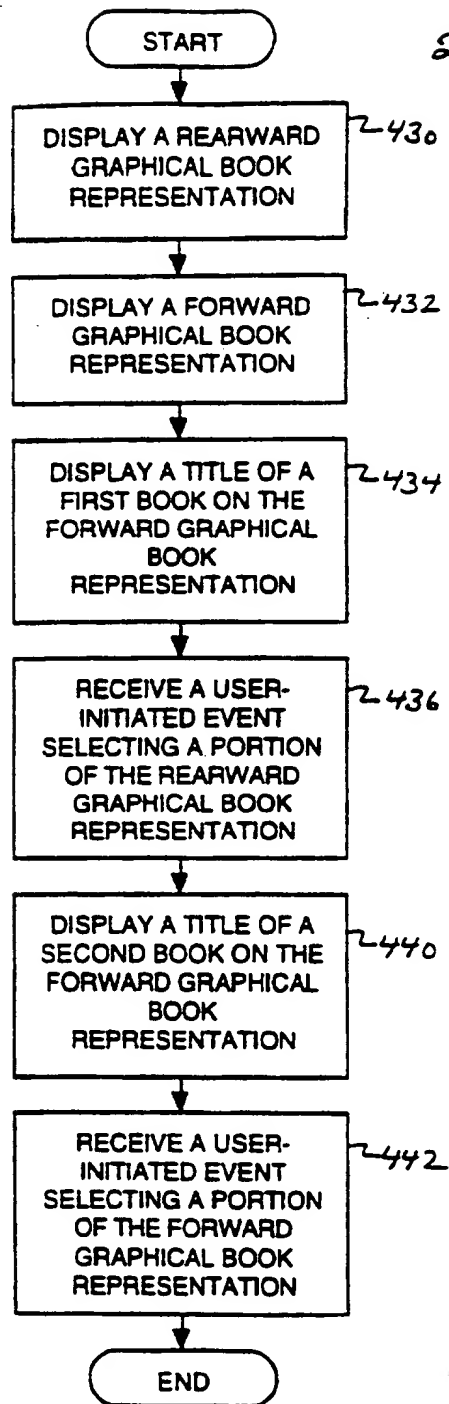 START
DISPLAY A REARWARD
GRAPHICAL BOOK
REPRESENTATION
430
DISPLAY A FORWARD
GRAPHICAL BOOK
REPRESENTATION
432
DISPLAY A TITLE OF A
FIRST BOOK ON THE
FORWARD GRAPHICAL
BOOK
REPRESENTATION
434
RECEIVE A USER-
INITIATED EVENT
SELECTING A PORTION
OF THE REARWARD
GRAPHICAL BOOK
REPRESENTATION
436
DISPLAY A TITLE OF A
SECOND BOOK ON THE
FORWARD GRAPHICAL
BOOK
REPRESENTATION
440
RECEIVE A USER-
INITIATED EVENT
SELECTING A PORTION
OF THE FORWARD
GRAPHICAL BOOK
REPRESENTATION
442
END